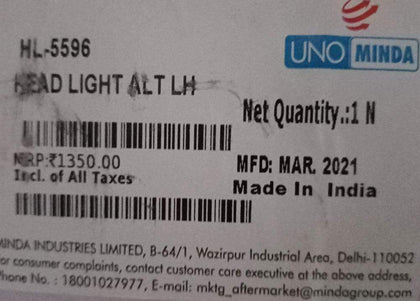 UNO MINDA
HL-5596
HEAD LIGHT ALT LH
Net Quantity.:1 N
MRP:₹1350.00
Incl. of All Taxes
MFD: MAR. 2021
Made In India
MINDA INDUSTRIES LIMITED, B-64/1, Wazirpur Industrial Area, Delhi-110052
or consumer complaints, contact customer care executive at the above address,
Phone No. : 18001027977, E-mail: mktg_aftermarket@mindagroup.com